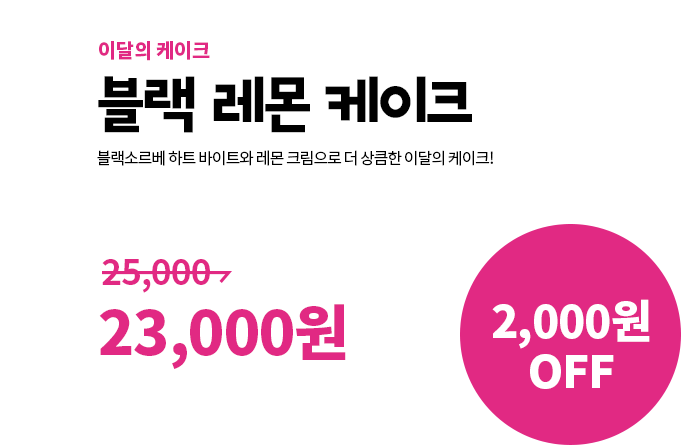 이달의 케이크
블랙 레몬 케이크
블랙소르베 하트 바이트와 레몬 크림으로 더 상큼한 이달의 케이크!
25,000
23,000원
2,000원
OFF